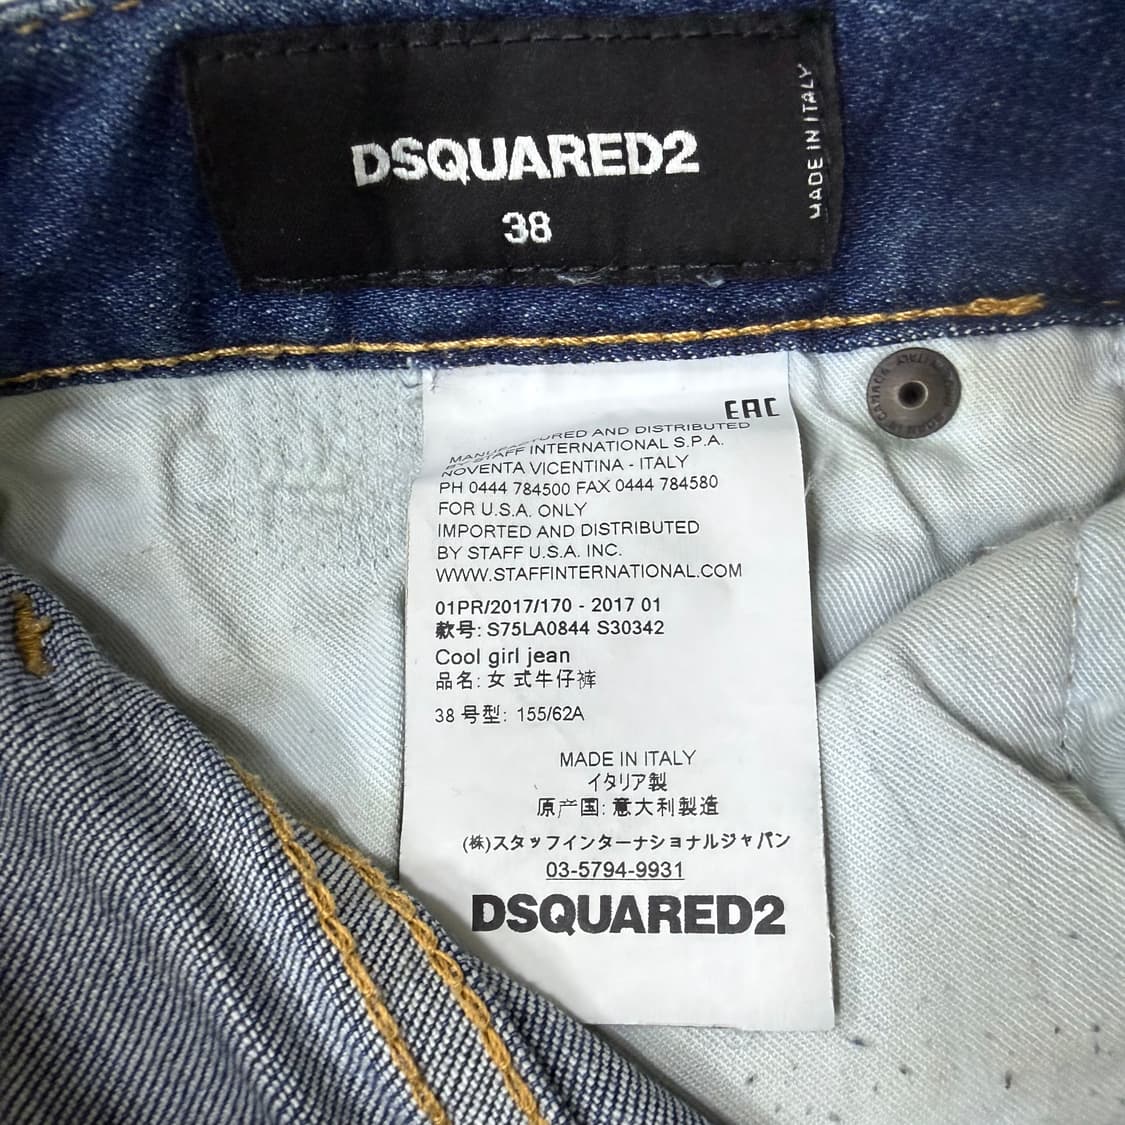 DSQUARED2
38
MADE IN ITALY
EAC
MANUFACTURED AND DISTRIBUTED
BY STAFF INTERNATIONAL S.P.A.
NOVENTA VICENTINA - ITALY
PH 0444 784500 FAX 0444 784580
FOR U.S.A. ONLY
IMPORTED AND DISTRIBUTED
BY STAFF U.S.A. INC.
WWW.STAFFINTERNATIONAL.COM
01PR/2017/170 - 2017 01
款号: S75LA0844 S30342
Cool girl jean
品名: 女 式牛仔裤
38 号型: 155/62A
MADE IN ITALY
イタリア製
原产国: 意大利製造
(株)スタッフインターナショナルジャパン
03-5794-9931
DSQUARED2